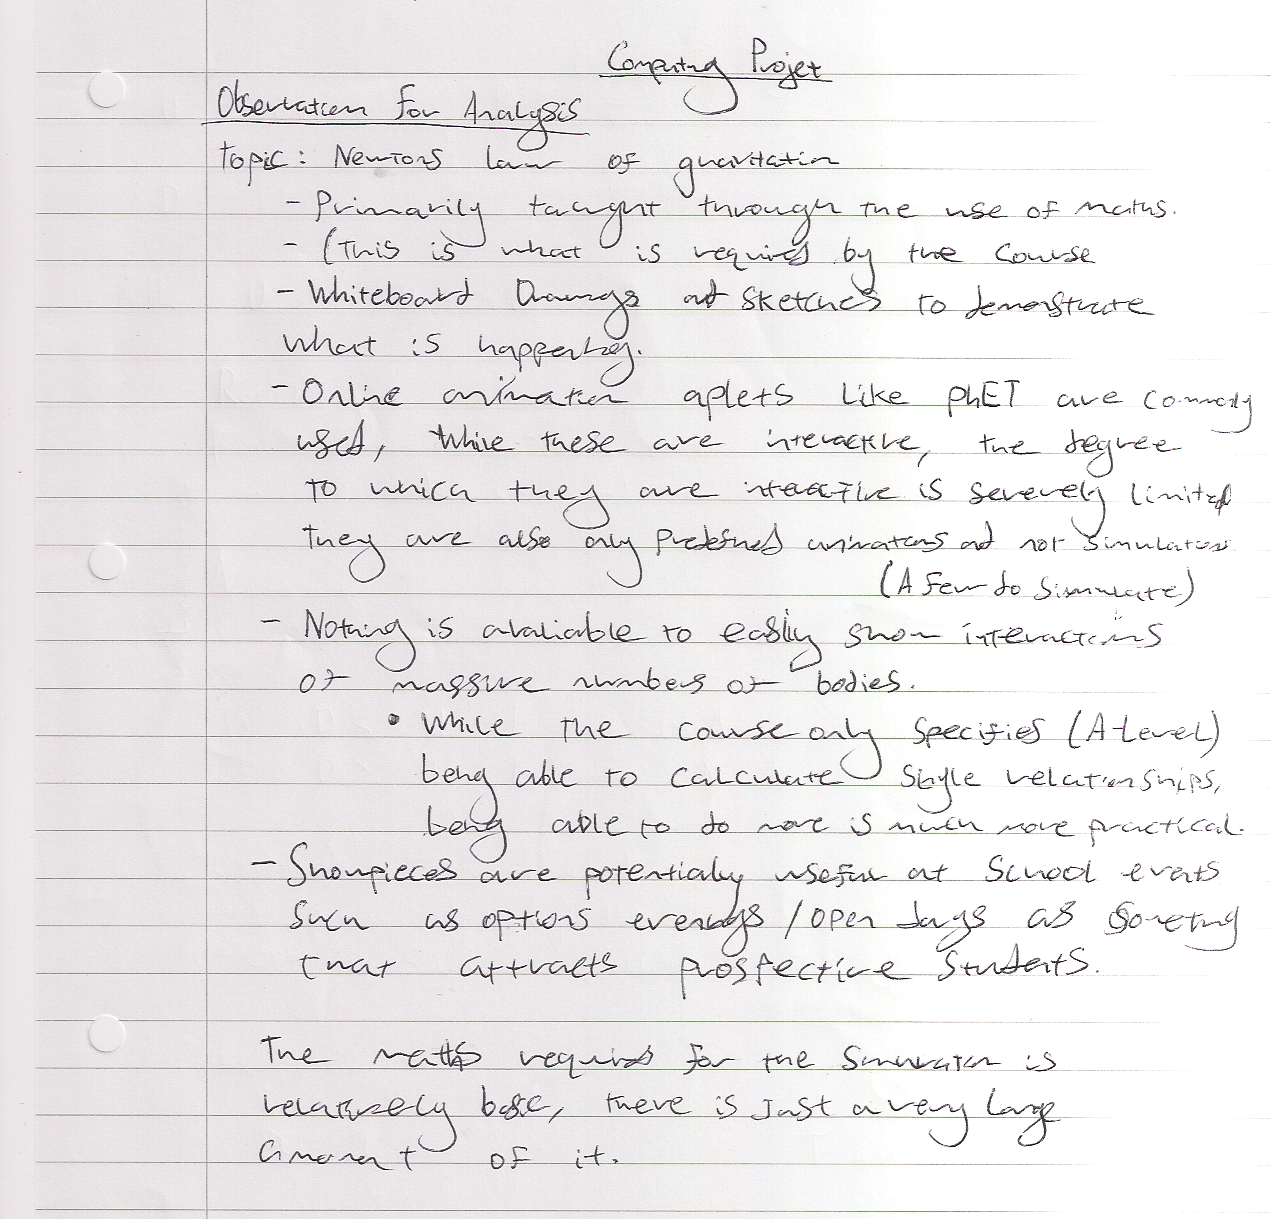 Computing Projet
Observation for Analysis
Topic: Newtons law of gravitation
- Primarily taught through the use of maths.
- (This is what is required by the course
- Whiteboard Drawings and sketches to demonstrate
what is happening.
- Online animation aplets like PhET are commonly
used, While these are interactive, the degree
to which they are interactive is severely limited
They are also only predefined animations and not simulations
(A few do simmulate)
- Nothing is avaliable to easily show interactions
of massive numbers of bodies.
• While the course only specifies (A-Level)
being able to calculate single relationships,
being able to do more is much more practical.
- Showpieces are potentially useful at School events
such as options evenings / open days as something
that attracts prospective students.
The maths required for the simulation is
relatively basic, there is just a very large
amount of it.